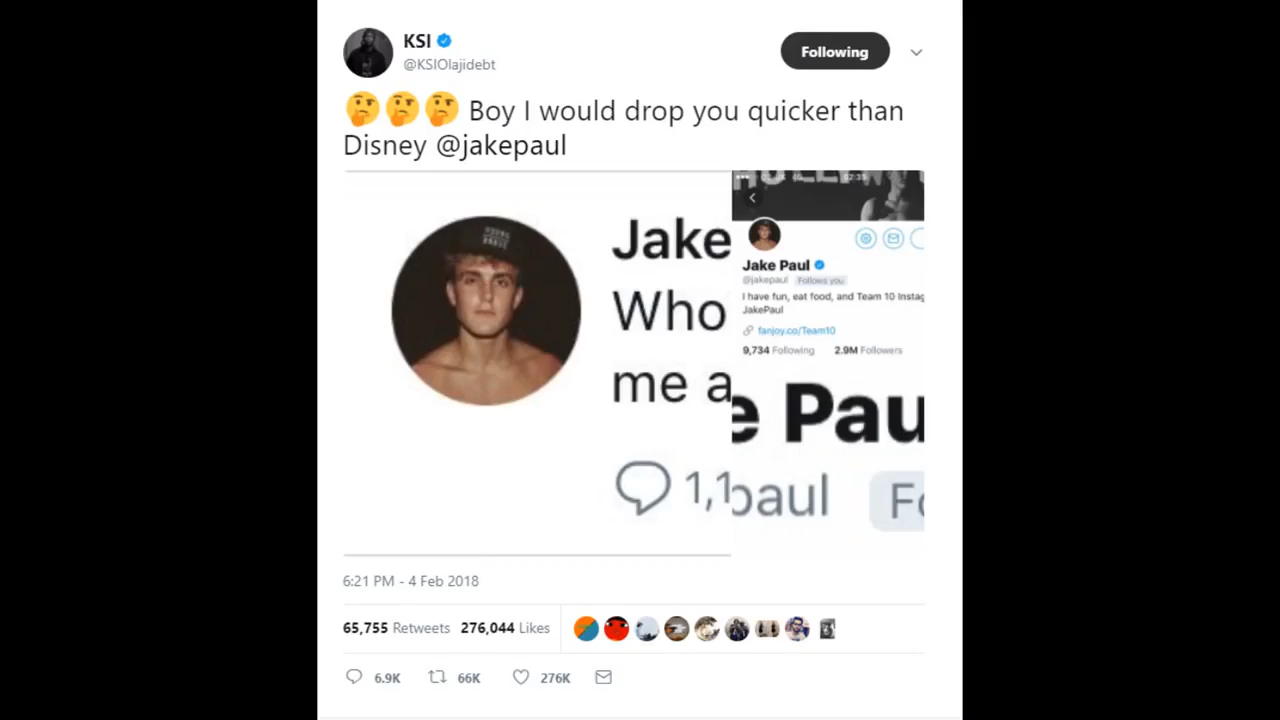 KSI
@KSIOlajidebt
Following
🤔🤔🤔 Boy I would drop you quicker than
Disney @jakepaul
Jake
Who
me a
1,1
02:35
Jake Paul
@jakepaul Follows you
I have fun, eat food, and Team 10 Instag
JakePaul
fanjoy.co/Team10
9,734 Following 2.9M Followers
e Pau
paul Fo
6:21 PM - 4 Feb 2018
65,755 Retweets 276,044 Likes
6.9K 66K 276K